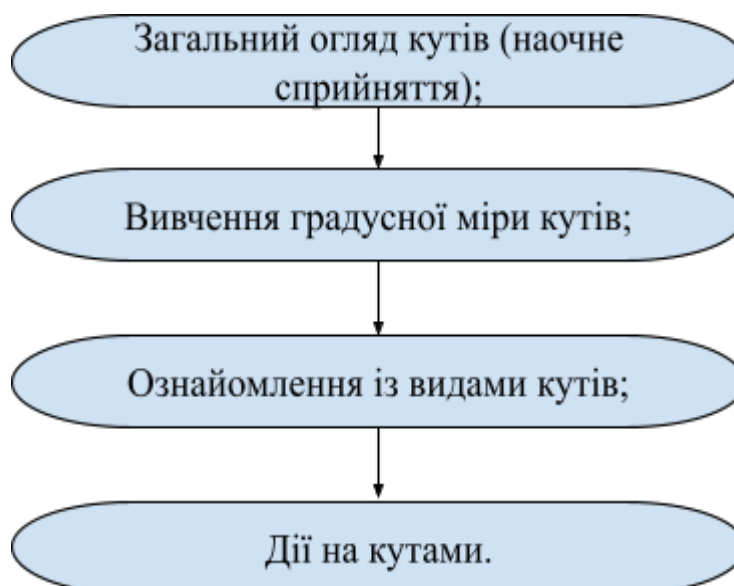 Загальний огляд кутів (наочне
сприйняття);
Вивчення градусної міри кутів;
Ознайомлення із видами кутів;
Дії на кутами.